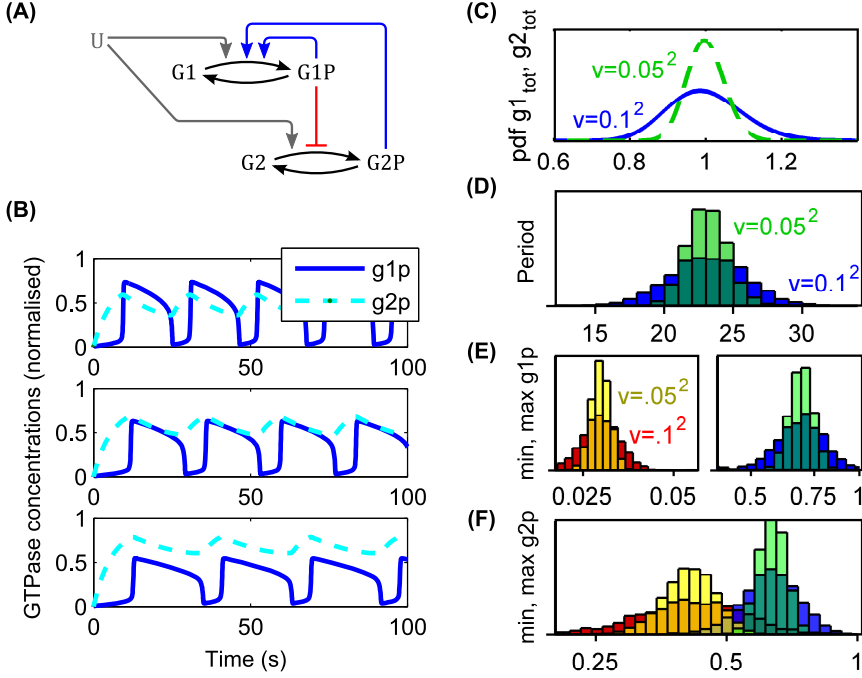 (A)
U
G1
G1P
G2
G2P
(B)
GTPase concentrations (normalised)
1
0.5
0
0
50
100
g1p
g2p
1
0.5
0
0
50
100
1
0.5
0
0
50
100
Time (s)
(C)
pdf g1tot, g2tot
v=0.05²
v=0.1²
0.6
0.8
1
1.2
(D)
Period
v=0.05²
v=0.1²
15
20
25
30
(E)
min, max g1p
v=.05²
v=.1²
0.025
0.05
0.5
0.75
1
(F)
min, max g2p
0.25
0.5
1